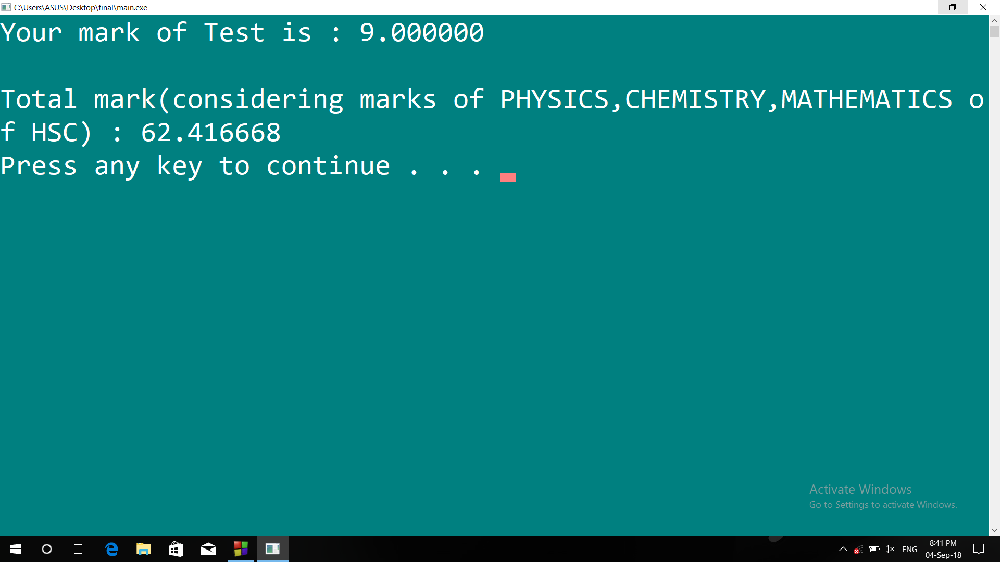 C:\Users\ASUS\Desktop\final\main.exe
Your mark of Test is : 9.000000
Total mark(considering marks of PHYSICS,CHEMISTRY,MATHEMATICS o
f HSC) : 62.416668
Press any key to continue . . .
Activate Windows
Go to Settings to activate Windows.
ENG
8:41 PM
04-Sep-18